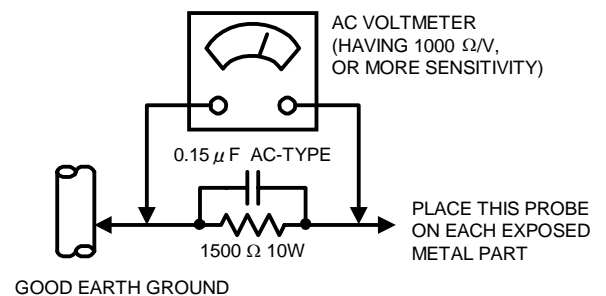 AC VOLTMETER
(HAVING 1000 Ω/V,
OR MORE SENSITIVITY)
0.15 μ F AC-TYPE
1500 Ω 10W
PLACE THIS PROBE
ON EACH EXPOSED
METAL PART
GOOD EARTH GROUND